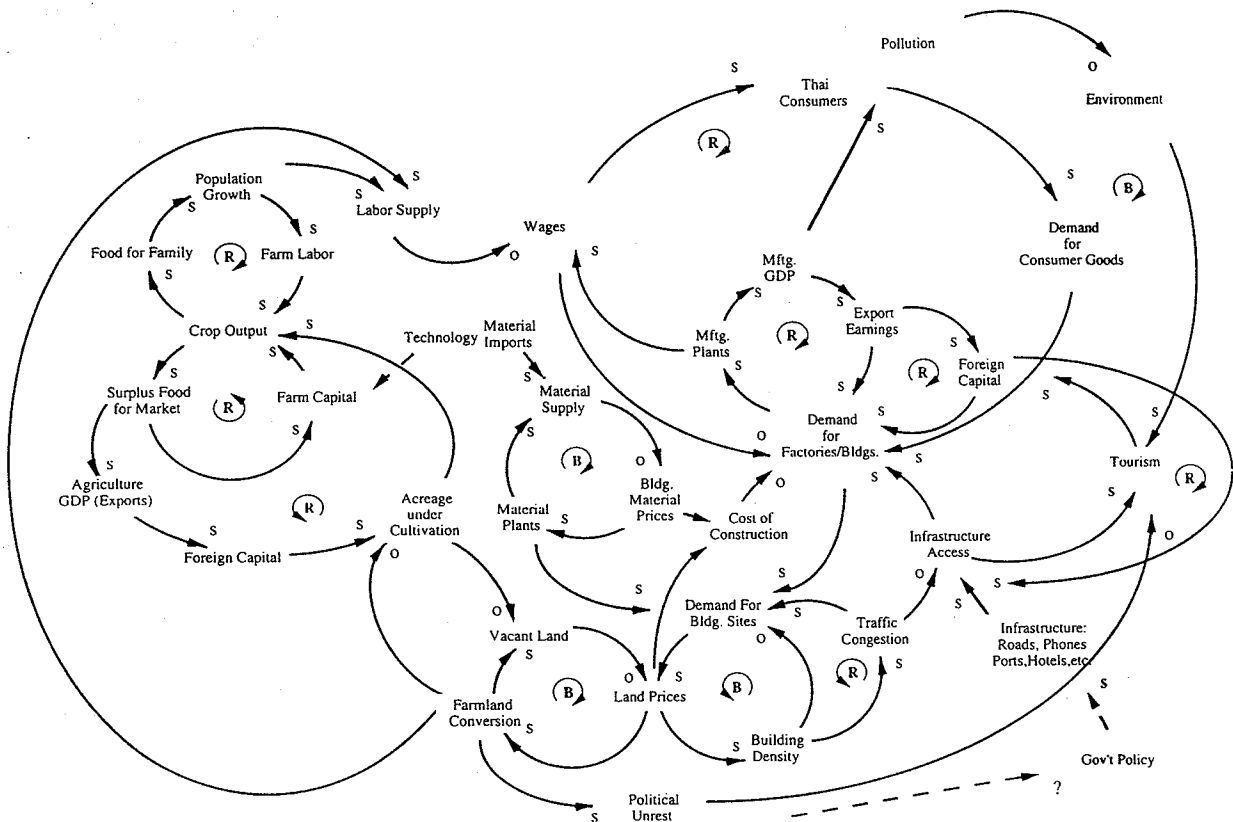 Pollution
S
Thai
Consumers
O
Environment
R
S
S
B
Population
Growth
S
S
S
Labor Supply
S
O
Wages
S
Demand
for
Consumer Goods
Food for Family
R
S
Farm Labor
S
S
Mftg.
GDP
S
S
Export
Earnings
Crop Output
S
S
Technology
Material
Imports
Mftg.
Plants
R
S
S
R
Foreign
Capital
S
S
Surplus Food
for Market
R
Farm Capital
S
S
Material
Supply
S
S
S
Demand
for
Factories/Bldgs.
O
S
S
S
Tourism
R
S
O
S
Agriculture
GDP (Exports)
B
O
Bldg.
Material
Prices
O
Cost of
Construction
R
Acreage
under
Cultivation
S
S
Foreign Capital
O
Material
Plants
S
Infrastructure
Access
O
S
S
S
S
Demand For
Bldg. Sites
S
O
Traffic
Congestion
S
Infrastructure:
Roads, Phones
Ports,Hotels,etc.
O
Vacant Land
S
B
O
S
Land Prices
B
R
S
S
Farmland
Conversion
S
S
Building
Density
Gov't Policy
?
S
Political
Unrest